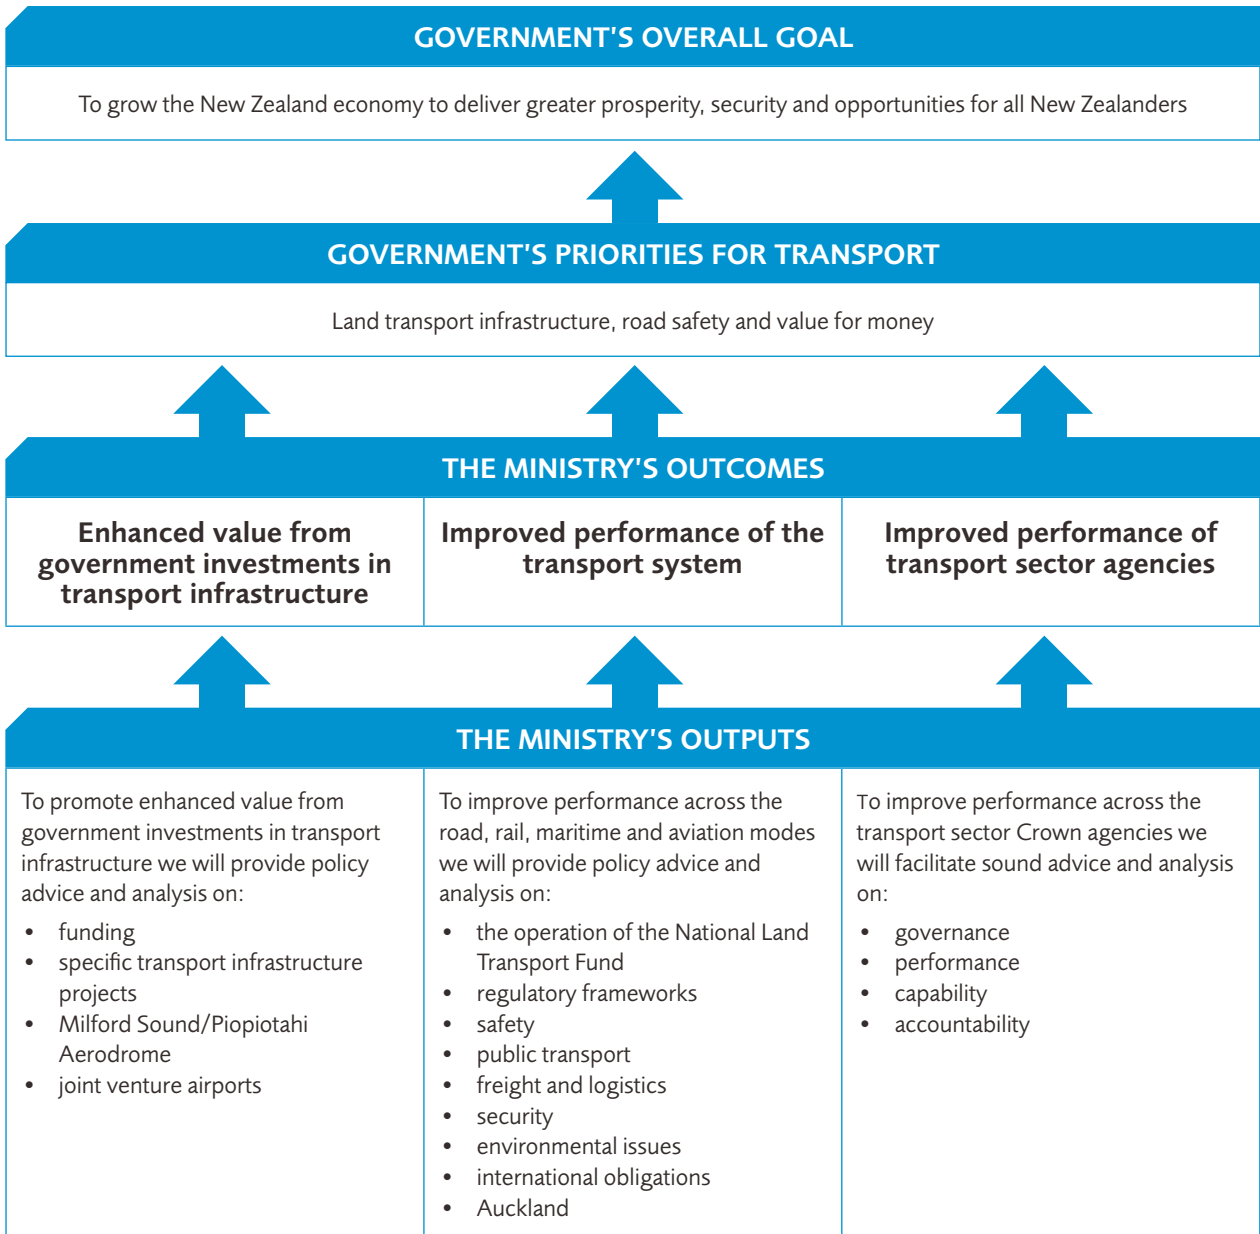 GOVERNMENT'S OVERALL GOAL
To grow the New Zealand economy to deliver greater prosperity, security and opportunities for all New Zealanders
GOVERNMENT'S PRIORITIES FOR TRANSPORT
Land transport infrastructure, road safety and value for money
THE MINISTRY'S OUTCOMES
Enhanced value from
government investments in
transport infrastructure
Improved performance of the
transport system
Improved performance of
transport sector agencies
THE MINISTRY'S OUTPUTS
To promote enhanced value from
government investments in transport
infrastructure we will provide policy
advice and analysis on:
• funding
• specific transport infrastructure
projects
• Milford Sound/Piopiotahi
Aerodrome
• joint venture airports
To improve performance across the
road, rail, maritime and aviation modes
we will provide policy advice and
analysis on:
• the operation of the National Land
Transport Fund
• regulatory frameworks
• safety
• public transport
• freight and logistics
• security
• environmental issues
• international obligations
• Auckland
To improve performance across the
transport sector Crown agencies we
will facilitate sound advice and analysis
on:
• governance
• performance
• capability
• accountability